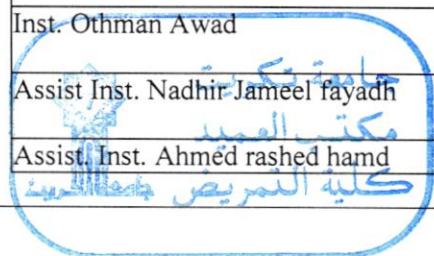 Inst. Othman Awad
جامعة تكريت
Assist Inst. Nadhir Jameel fayadh
مكتب العميد
Assist. Inst. Ahmed rashed hamd
كلية التمريض